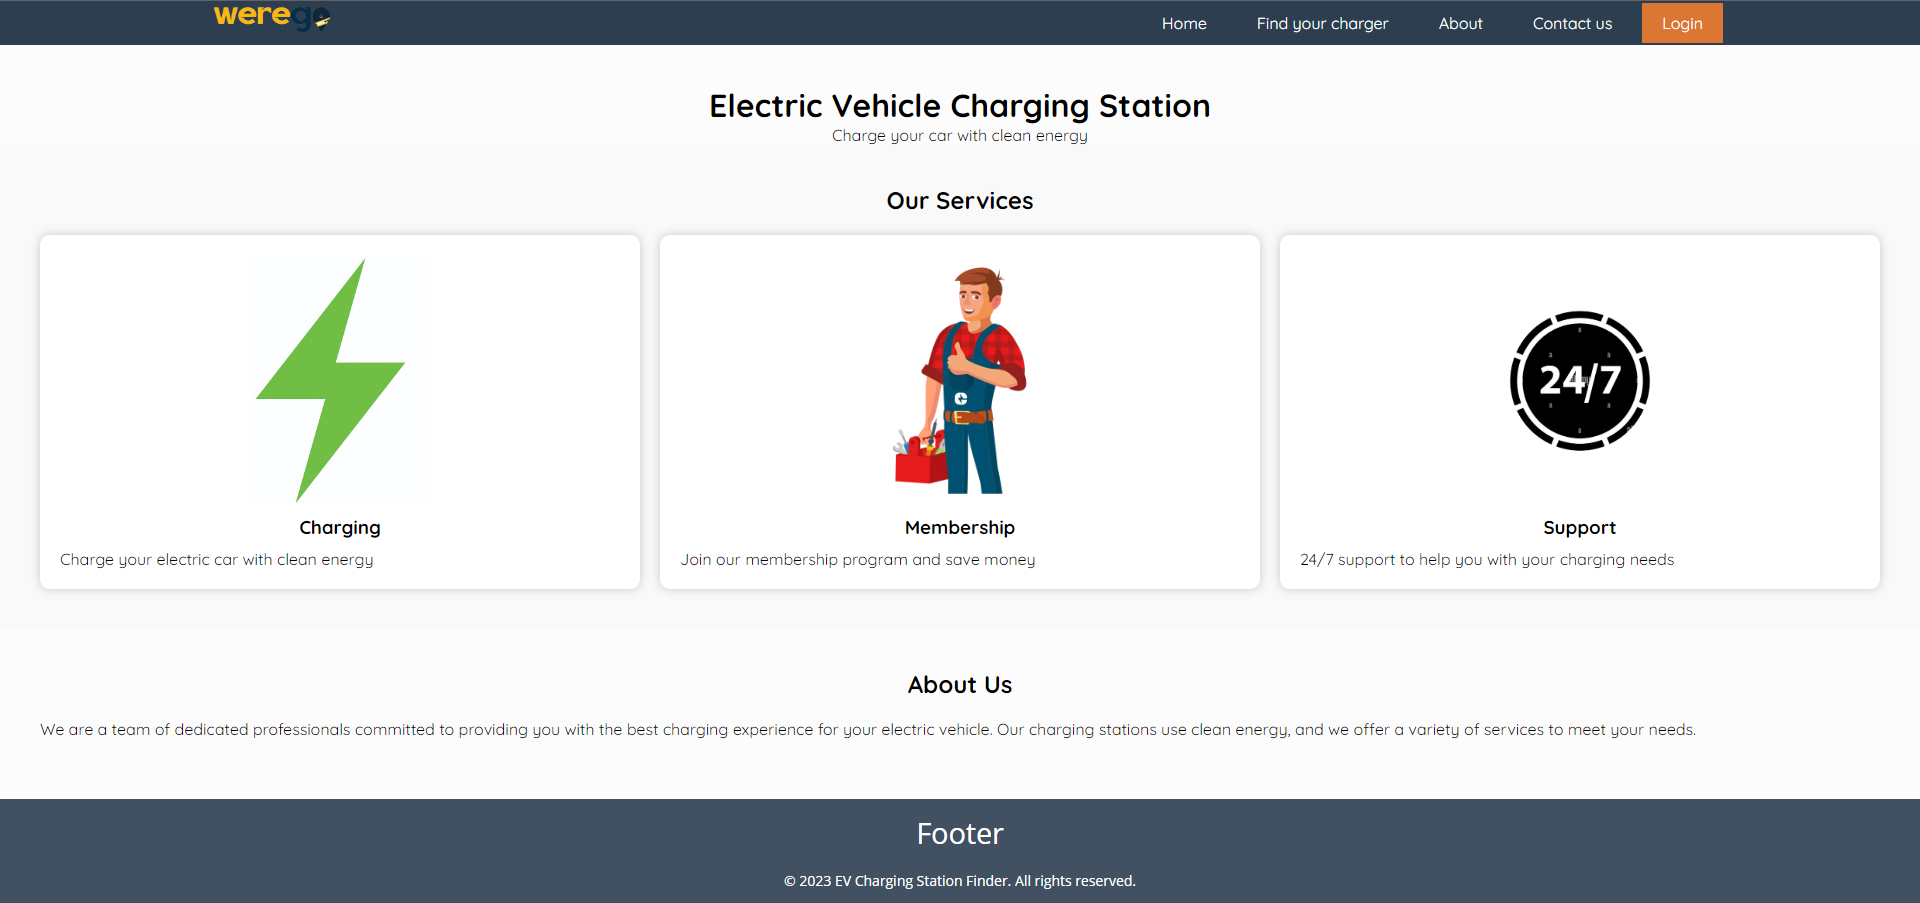 werego
Home Find your charger About Contact us Login
Electric Vehicle Charging Station
Charge your car with clean energy
Our Services
24/7
Charging
Membership
Support
Charge your electric car with clean energy
Join our membership program and save money
24/7 support to help you with your charging needs
About Us
We are a team of dedicated professionals committed to providing you with the best charging experience for your electric vehicle. Our charging stations use clean energy, and we offer a variety of services to meet your needs.
Footer
© 2023 EV Charging Station Finder. All rights reserved.